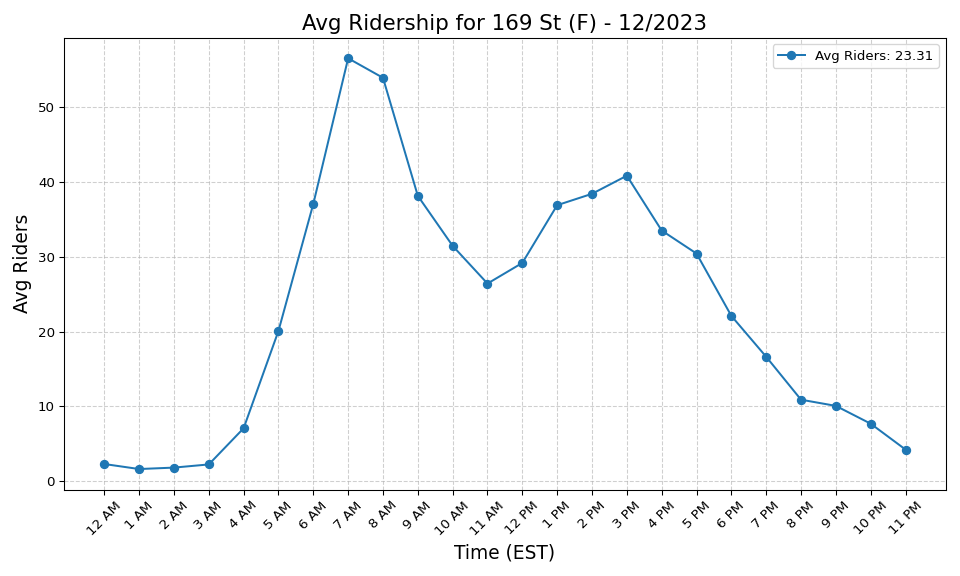 Avg Ridership for 169 St (F) - 12/2023
Avg Riders: 23.31
Avg Riders
50
40
30
20
10
0
12 AM
1 AM
2 AM
3 AM
4 AM
5 AM
6 AM
7 AM
8 AM
9 AM
10 AM
11 AM
12 PM
1 PM
2 PM
3 PM
4 PM
5 PM
6 PM
7 PM
8 PM
9 PM
10 PM
11 PM
Time (EST)